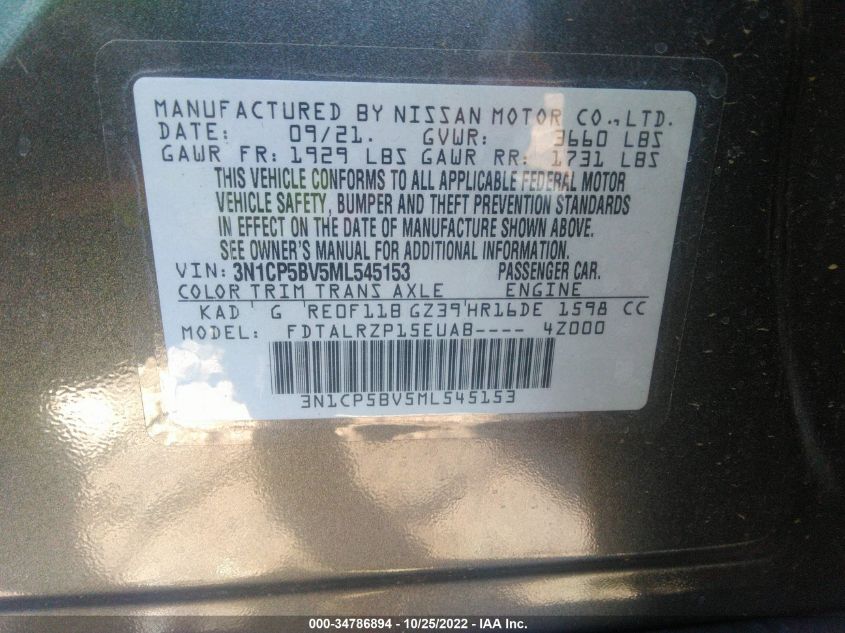 MANUFACTURED BY NISSAN MOTOR CO.,LTD.
DATE: 09/21. GVWR: 3660 LBS
GAWR FR: 1929 LBS GAWR RR: 1731 LBS
THIS VEHICLE CONFORMS TO ALL APPLICABLE FEDERAL MOTOR
VEHICLE SAFETY, BUMPER AND THEFT PREVENTION STANDARDS
IN EFFECT ON THE DATE OF MANUFACTURE SHOWN ABOVE.
SEE OWNER'S MANUAL FOR ADDITIONAL INFORMATION.
VIN: 3N1CP5BV5ML545153 PASSENGER CAR.
COLOR TRIM TRANS AXLE ENGINE
KAD G RE0F11B GZ39 HR16DE 1598 CC
MODEL: FDTALRZP15EUAB---- 4Z000
3N1CP5BV5ML545153
000-34786894 - 10/25/2022 - IAA Inc.